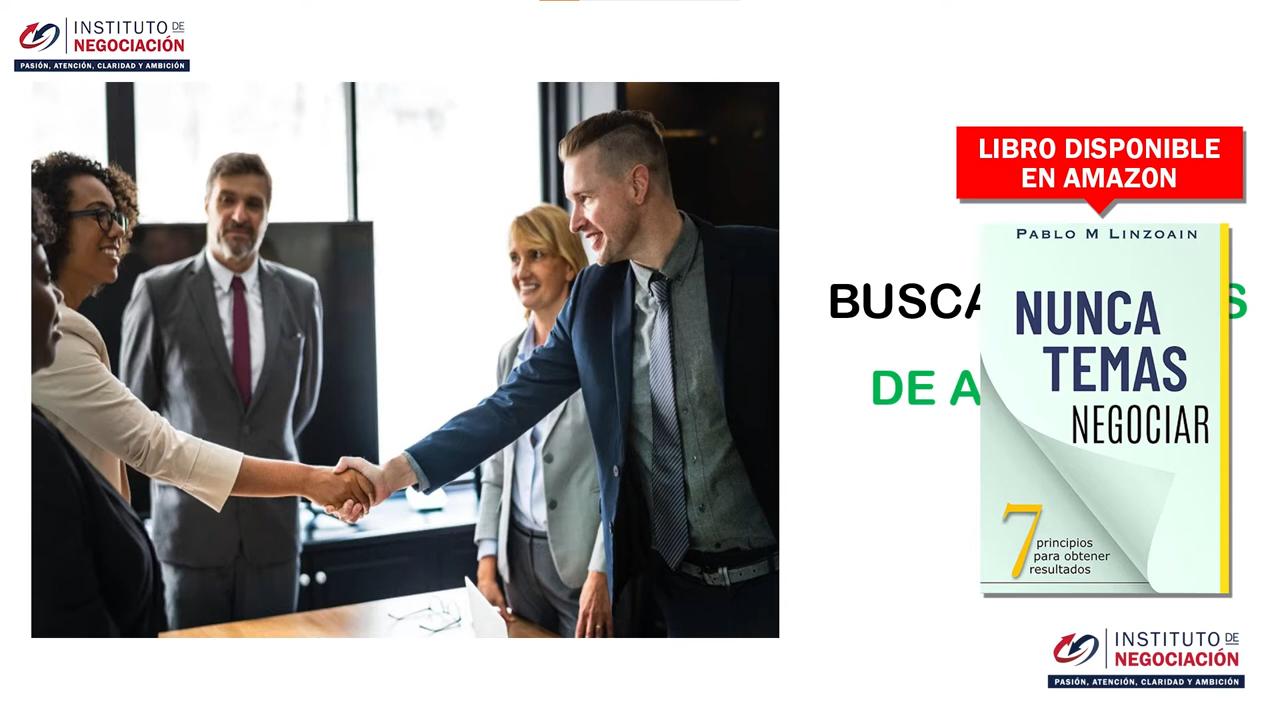 INSTITUTO DE
NEGOCIACIÓN
PASIÓN, ATENCIÓN, CLARIDAD Y AMBICIÓN
LIBRO DISPONIBLE
EN AMAZON
PABLO M LINZOAIN
NUNCA
TEMAS
NEGOCIAR
7 principios
para obtener
resultados
DE
INSTITUTO DE
NEGOCIACIÓN
PASIÓN, ATENCIÓN, CLARIDAD Y AMBICIÓN